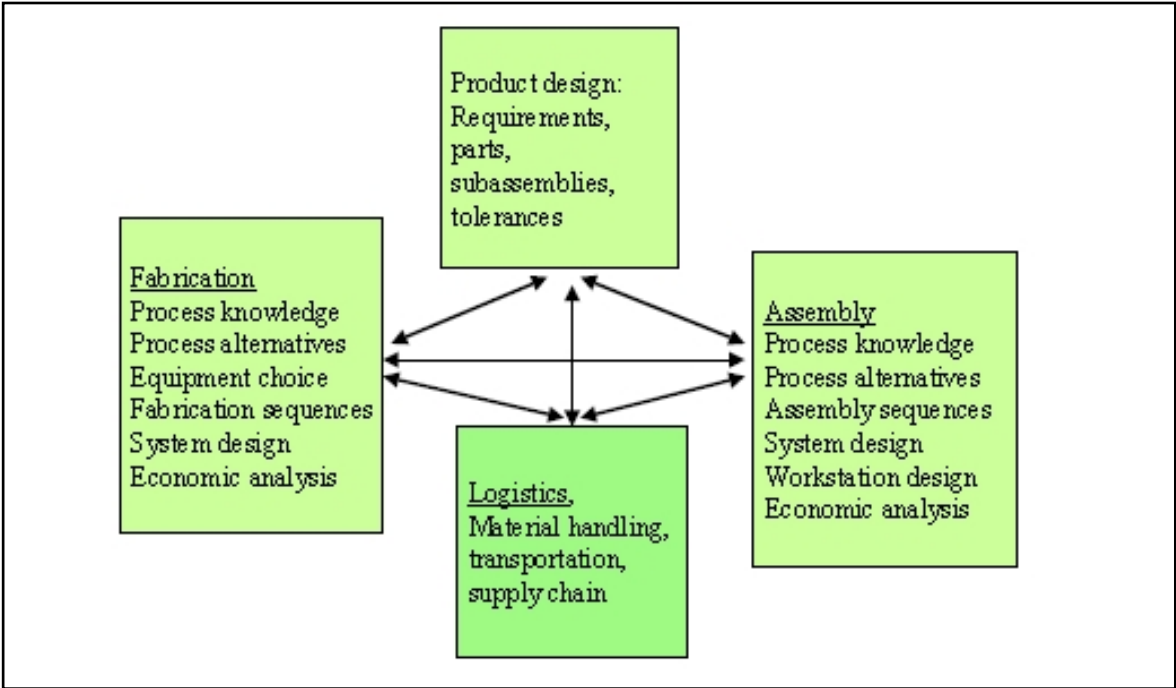 Product design:
Requirements,
parts,
subassemblies,
tolerances
Fabrication
Process knowledge
Process alternatives
Equipment choice
Fabrication sequences
System design
Economic analysis
Assembly
Process knowledge
Process alternatives
Assembly sequences
System design
Workstation design
Economic analysis
Logistics,
Material handling,
transportation,
supply chain